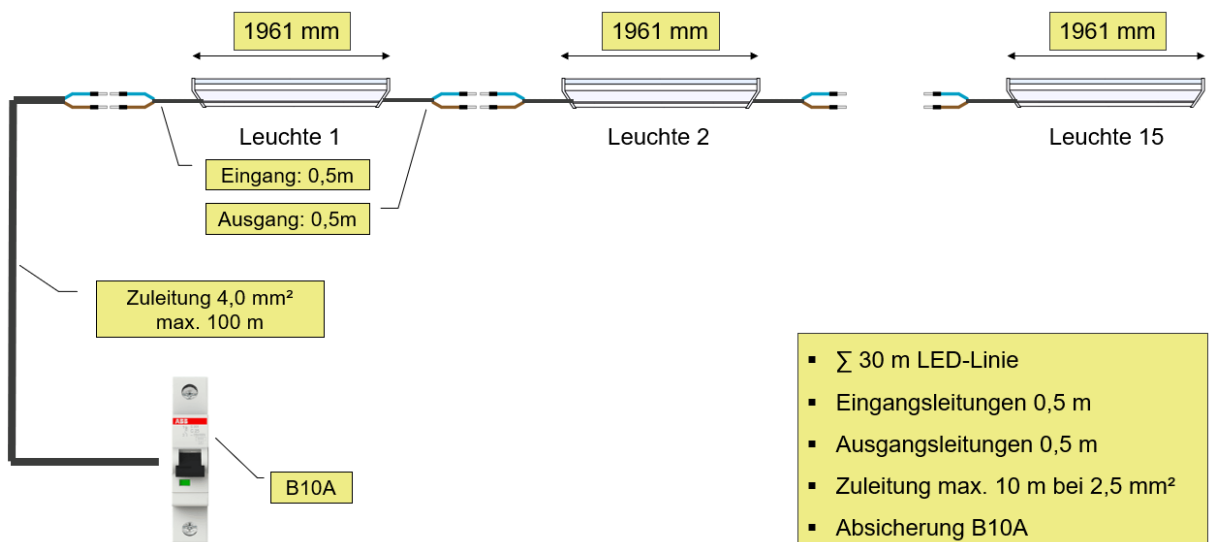 1961 mm
1961 mm
1961 mm
Leuchte 1
Leuchte 2
Leuchte 15
Eingang: 0,5m
Ausgang: 0,5m
Zuleitung 4,0 mm²
max. 100 m
ABB
B10A
▪ ∑ 30 m LED-Linie
▪ Eingangsleitungen 0,5 m
▪ Ausgangsleitungen 0,5 m
▪ Zuleitung max. 10 m bei 2,5 mm²
▪ Absicherung B10A